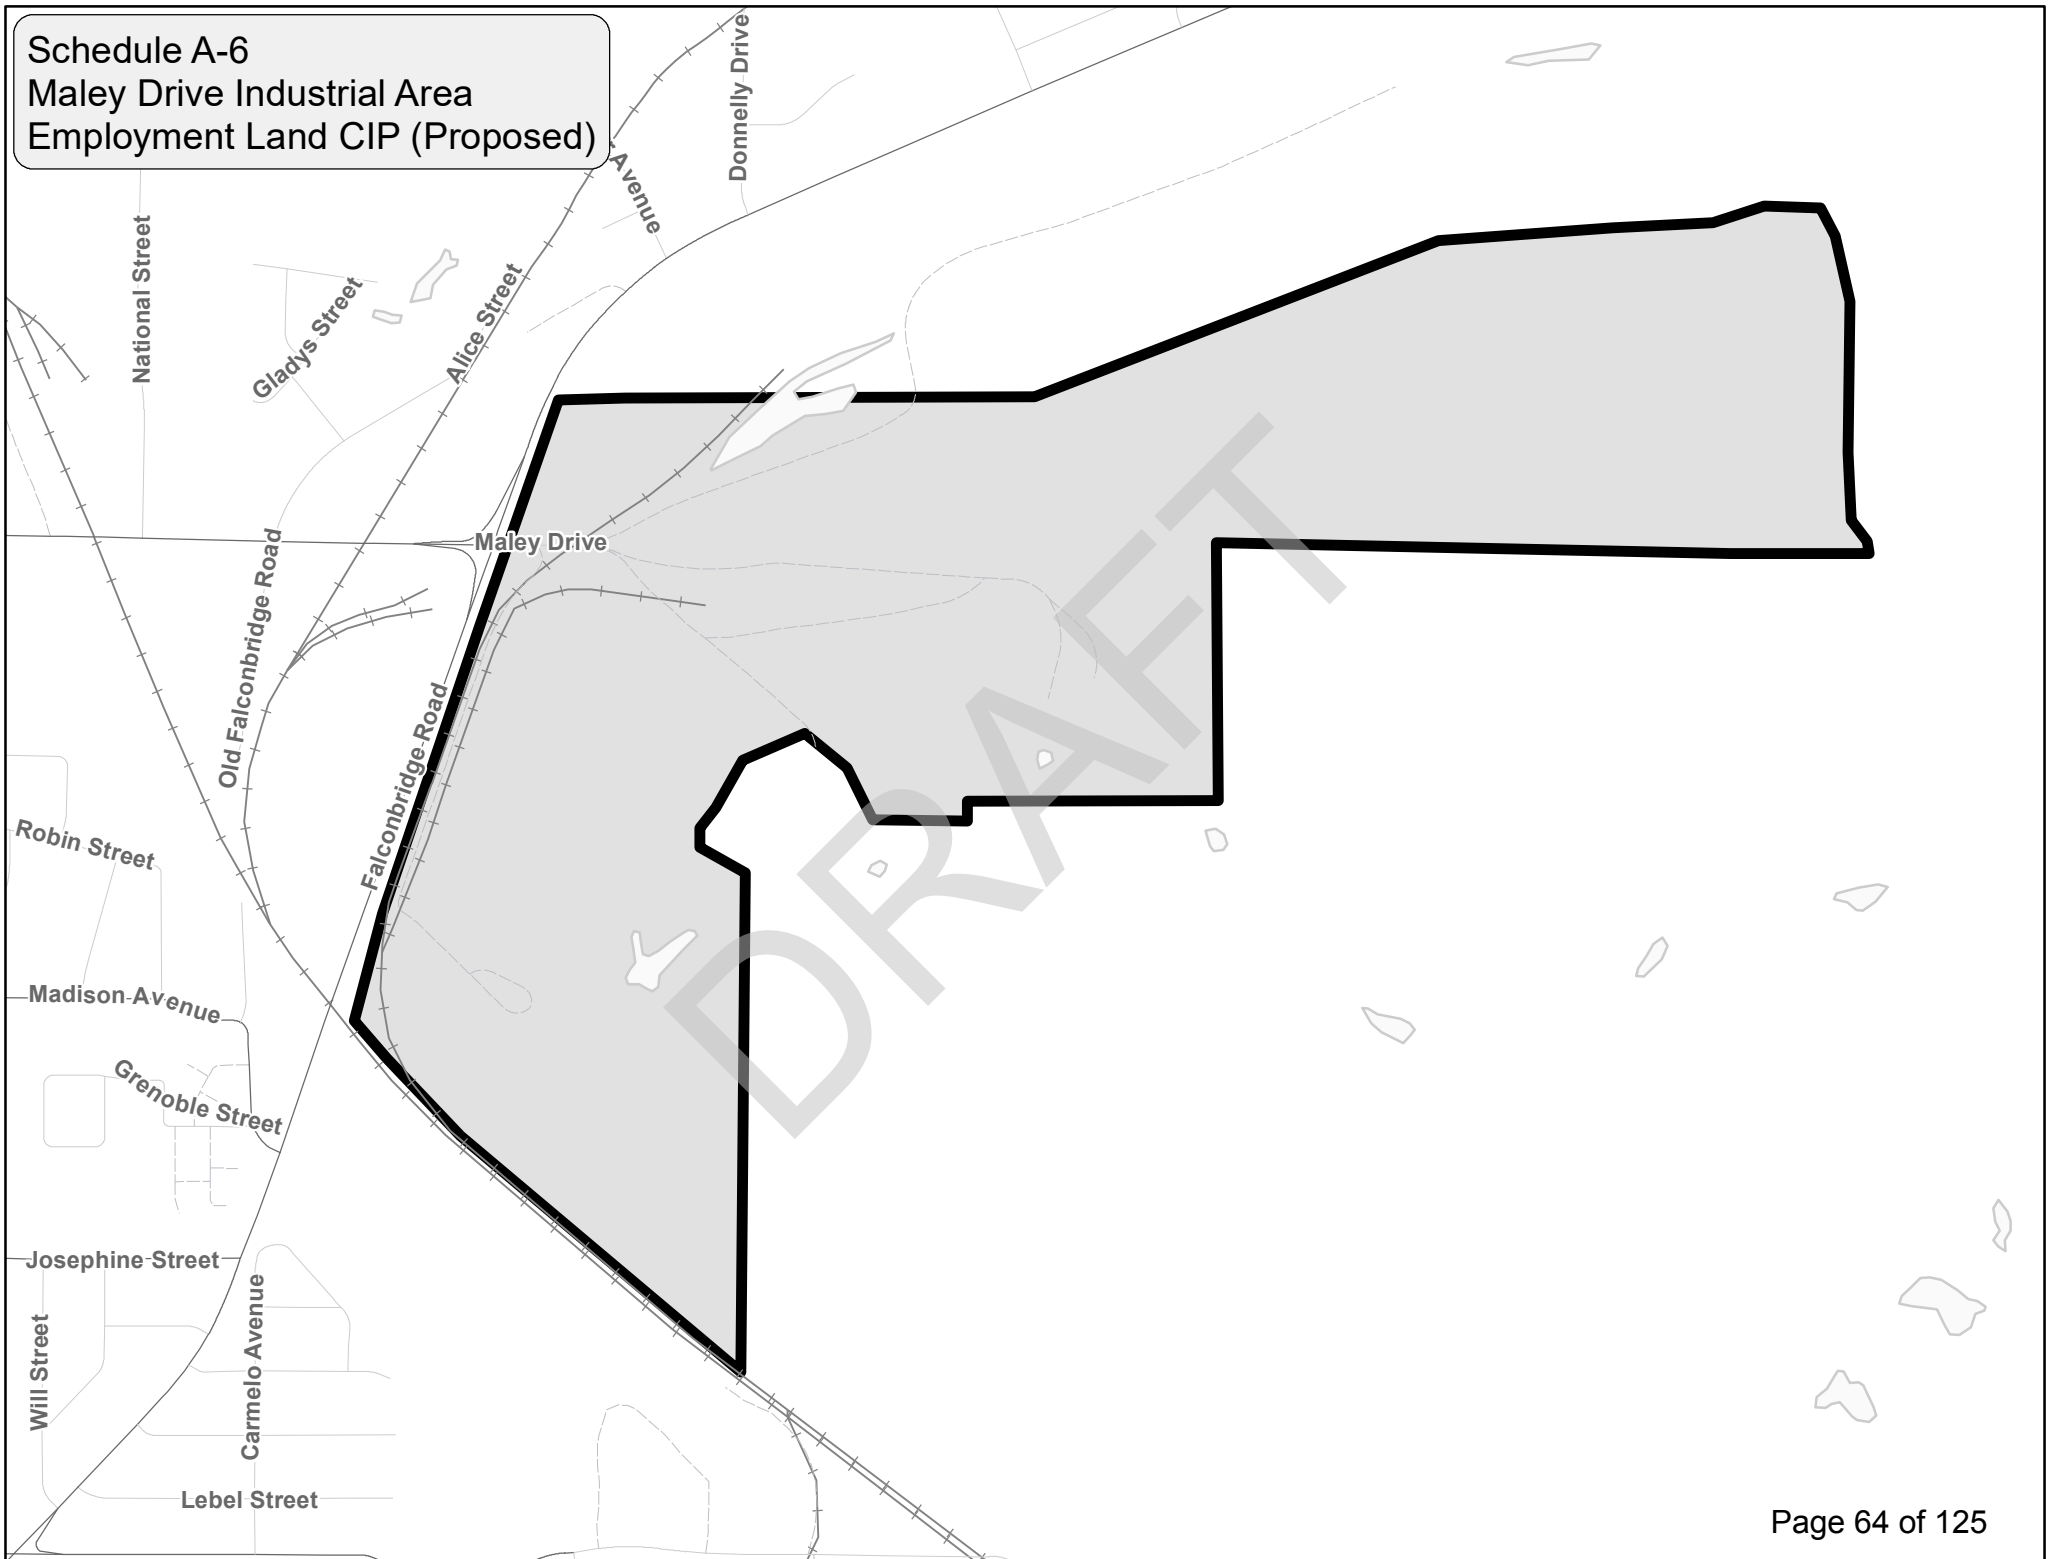 Schedule A-6
Maley Drive Industrial Area
Employment Land CIP (Proposed)
Donnelly Drive
Avenue
National Street
Gladys Street
Alice Street
Maley Drive
Old Falconbridge Road
Falconbridge Road
Robin Street
Madison Avenue
Grenoble Street
Josephine Street
Will Street
Carmelo Avenue
Lebel Street
DRAFT
Page 64 of 125